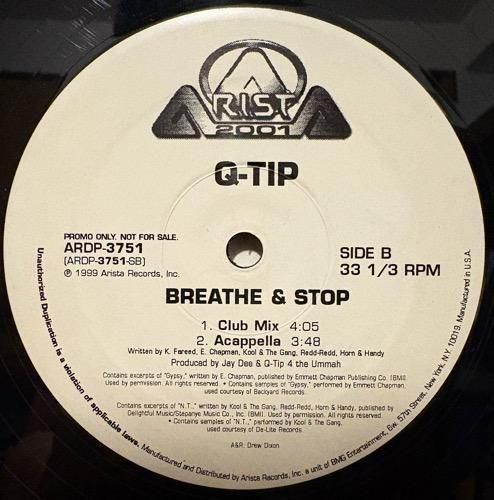 ARISTA
2001
Q-TIP
PROMO ONLY. NOT FOR SALE.
ARDP-3751
(ARDP-3751-SB)
℗ 1999 Arista Records, Inc.
SIDE B
33 1/3 RPM
BREATHE & STOP
1. Club Mix 4:05
2. Acappella 3:48
Written by K. Fareed, E. Chapman, Kool & The Gang, Redd-Redd, Horn & Handy
Produced by Jay Dee & Q-Tip 4 the Ummah
Contains excerpts of "Gypsy," written by E. Chapman, published by Emmett Chapman Publishing Co. (BMI)
Used by permission. All rights reserved. • Contains samples of "Gypsy," performed by Emmett Chapman,
used courtesy of Backyard Records.
Contains excerpts of "N.T.," written by Kool & The Gang, Redd-Redd, Horn & Handy, published by
Delightful Music/Stepanye Music Co., Inc. (BMI). Used by permission. All rights reserved.
• Contains samples of "N.T.," performed by Kool & The Gang,
used courtesy of De-Lite Records.
A&R: Drew Dixon
Unauthorized Duplication is a violation of applicable laws. Manufactured and Distributed by Arista Records, Inc. a unit of BMG Entertainment, 6W. 57th Street, New York, N.Y. 10019. Manufactured in U.S.A.